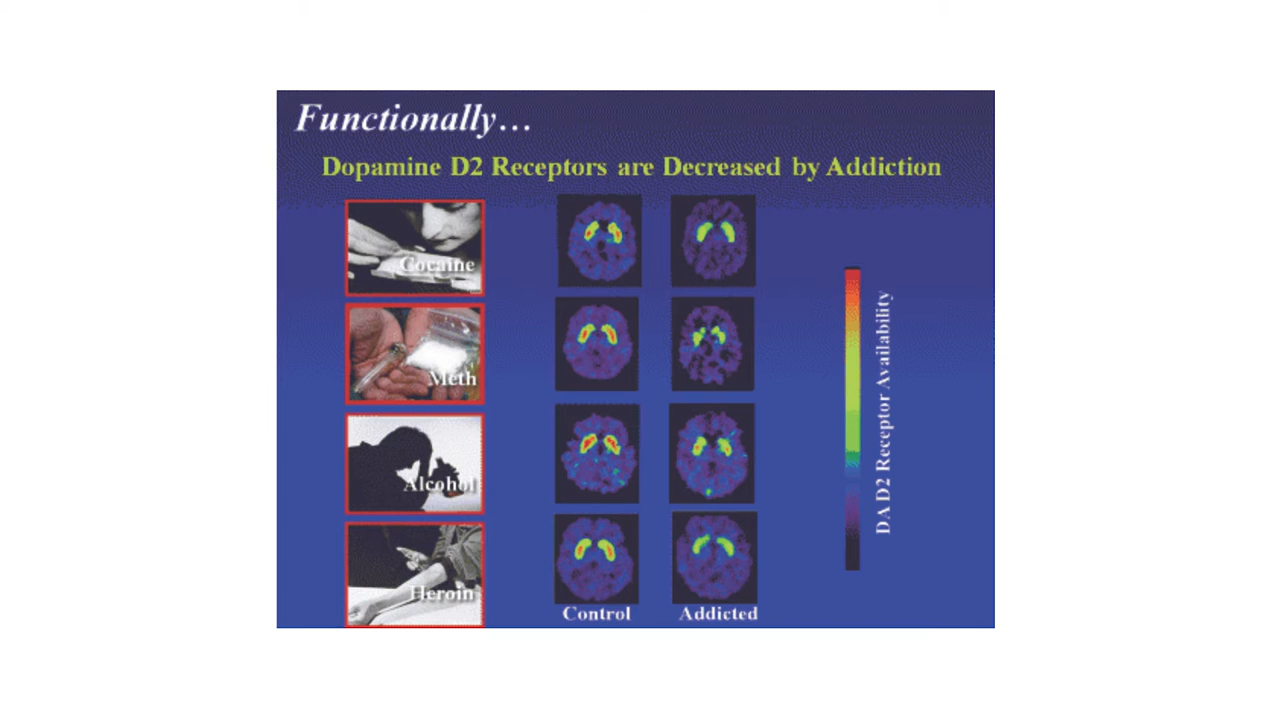 Functionally…
Dopamine D2 Receptors are Decreased by Addiction
Cocaine
Meth
Alcohol
Heroin
Control Addicted
DA D2 Receptor Availability